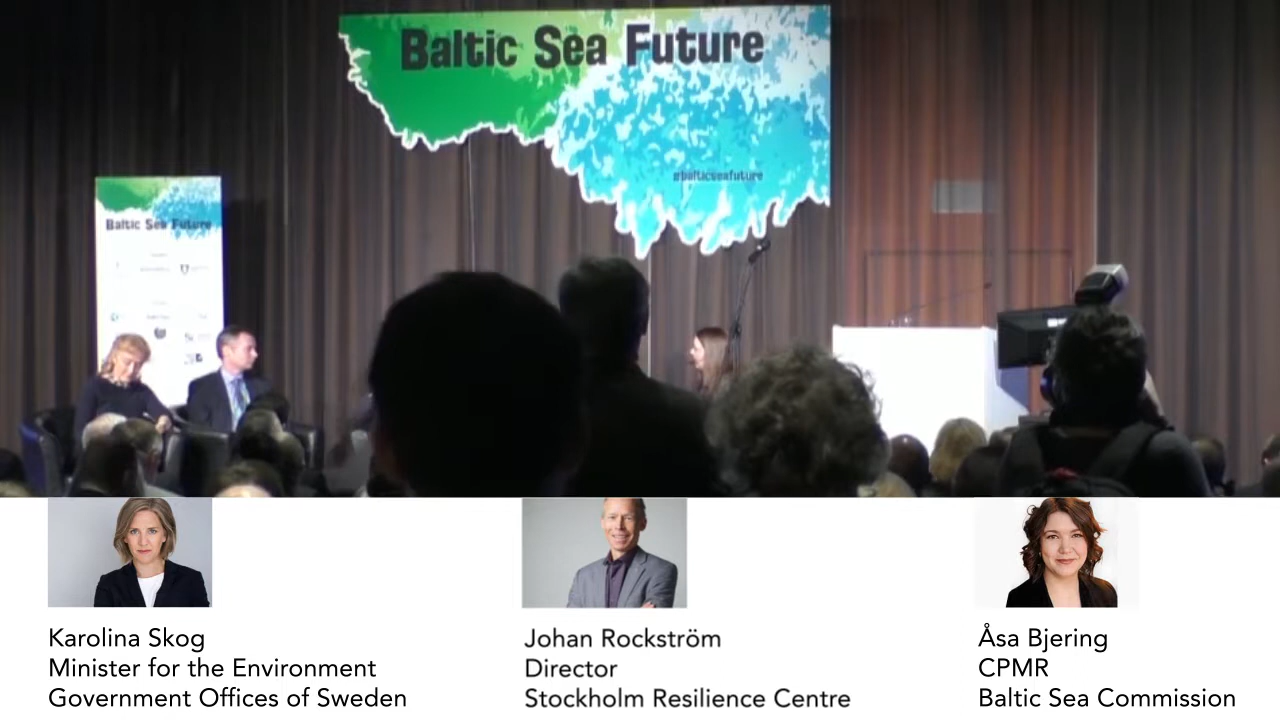 Baltic Sea Future
#balticseafuture
Baltic Sea Future
Karolina Skog
Minister for the Environment
Government Offices of Sweden
Johan Rockström
Director
Stockholm Resilience Centre
Åsa Bjering
CPMR
Baltic Sea Commission